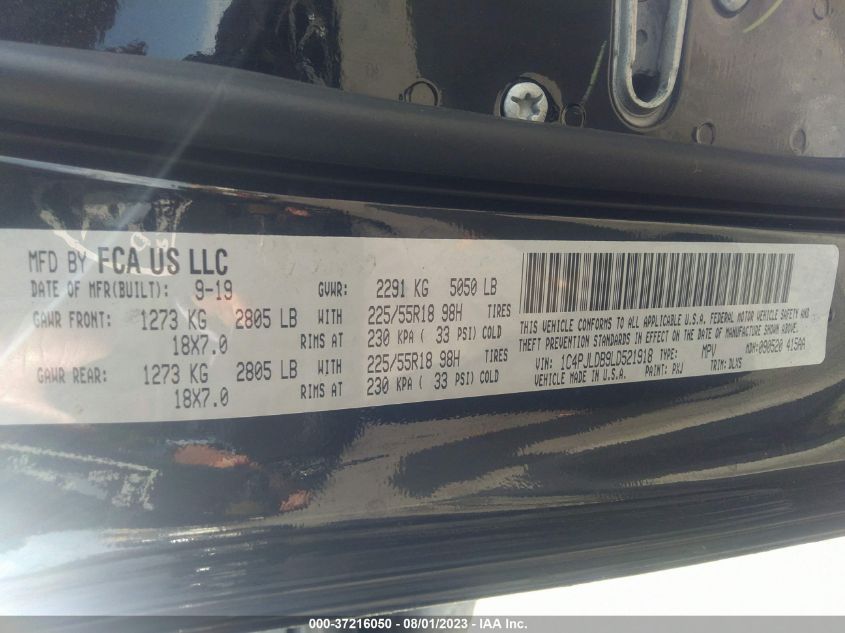 MFD BY FCA US LLC
DATE OF MFR(BUILT): 9-19 GVWR: 2291 KG 5050 LB
GAWR FRONT: 1273 KG 2805 LB WITH 225/55R18 98H TIRES
18X7.0 RIMS AT 230 KPA ( 33 PSI) COLD
GAWR REAR: 1273 KG 2805 LB WITH 225/55R18 98H TIRES
18X7.0 RIMS AT 230 KPA ( 33 PSI) COLD
THIS VEHICLE CONFORMS TO ALL APPLICABLE U.S.A. FEDERAL MOTOR VEHICLE SAFETY AND
THEFT PREVENTION STANDARDS IN EFFECT ON THE DATE OF MANUFACTURE SHOWN ABOVE.
VIN: 1C4PJLDB9LD521918 TYPE: MPV MDH:090520 415AA
VEHICLE MADE IN U.S.A. PAINT: PXJ TRIM: DLX9
000-37216050 - 08/01/2023 - IAA Inc.